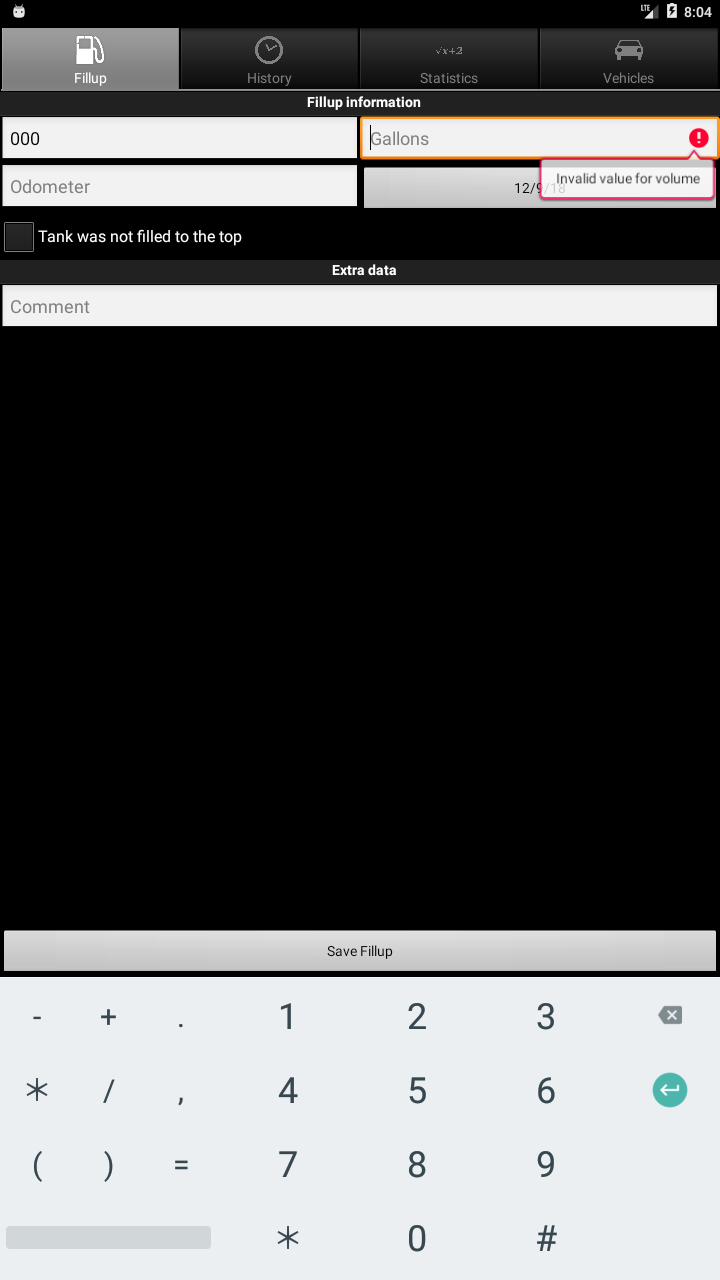 LTE 8:04
Fillup
History
√x+2
Statistics
Vehicles
Fillup information
000
Gallons
Odometer
12/9/18
Invalid value for volume
Tank was not filled to the top
Extra data
Comment
Save Fillup
- + . 1 2 3
* / , 4 5 6
( ) = 7 8 9
* 0 #